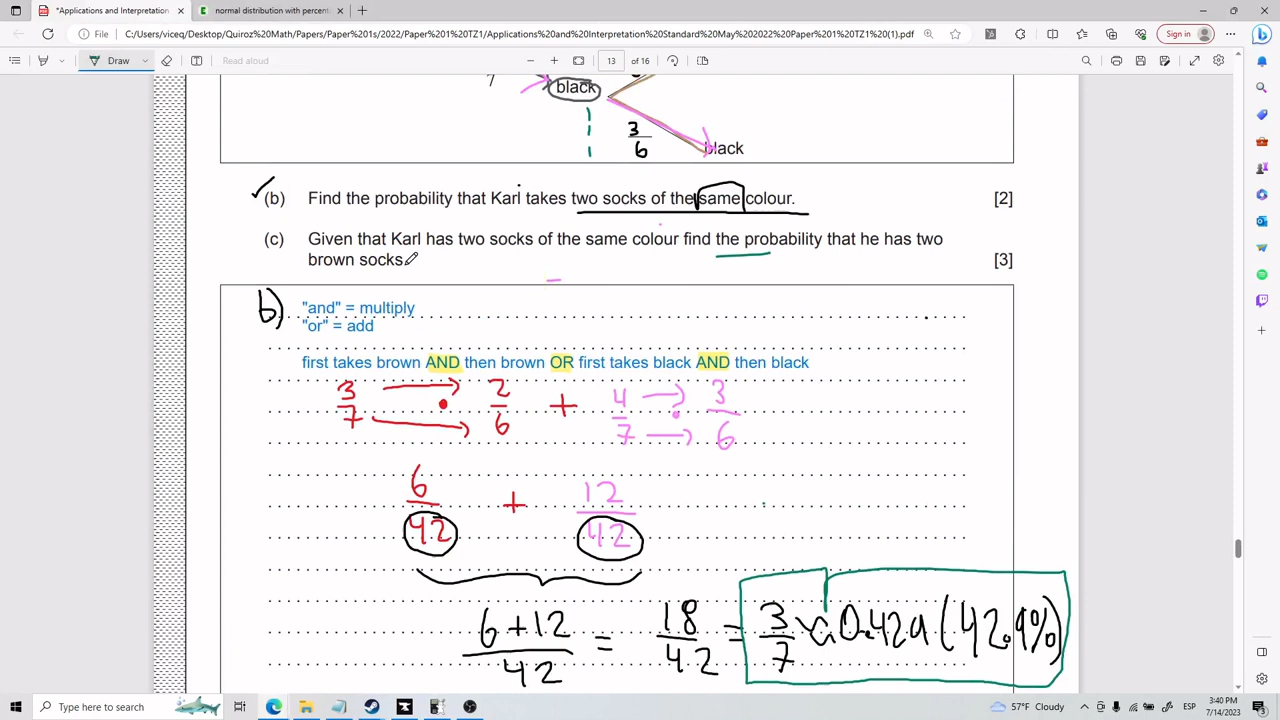 *Applications and Interpretation
normal distribution with percent
File
C:/Users/viceq/Desktop/Quiroz%20Math/Papers/Paper%201s/2022/Paper%201%20TZ1/Applications%20and%20Interpretation%20Standard%20May%202022%20Paper%201%20TZ1%20(1).pdf
Sign in
Draw
Read aloud
13 of 16
black
3
6
black
(b) Find the probability that Karl takes two socks of the same colour. [2]
(c) Given that Karl has two socks of the same colour find the probability that he has two
brown socks. [3]
b)
"and" = multiply
"or" = add
first takes brown AND then brown OR first takes black AND then black
3/7 · 2/6 + 4/7 · 3/6
6/42 + 12/42
6+12/42 = 18/42 = 3/7 ≈ 0.429 (42.9%)
Type here to search
57°F Cloudy
ESP
3:40 PM
7/14/2023